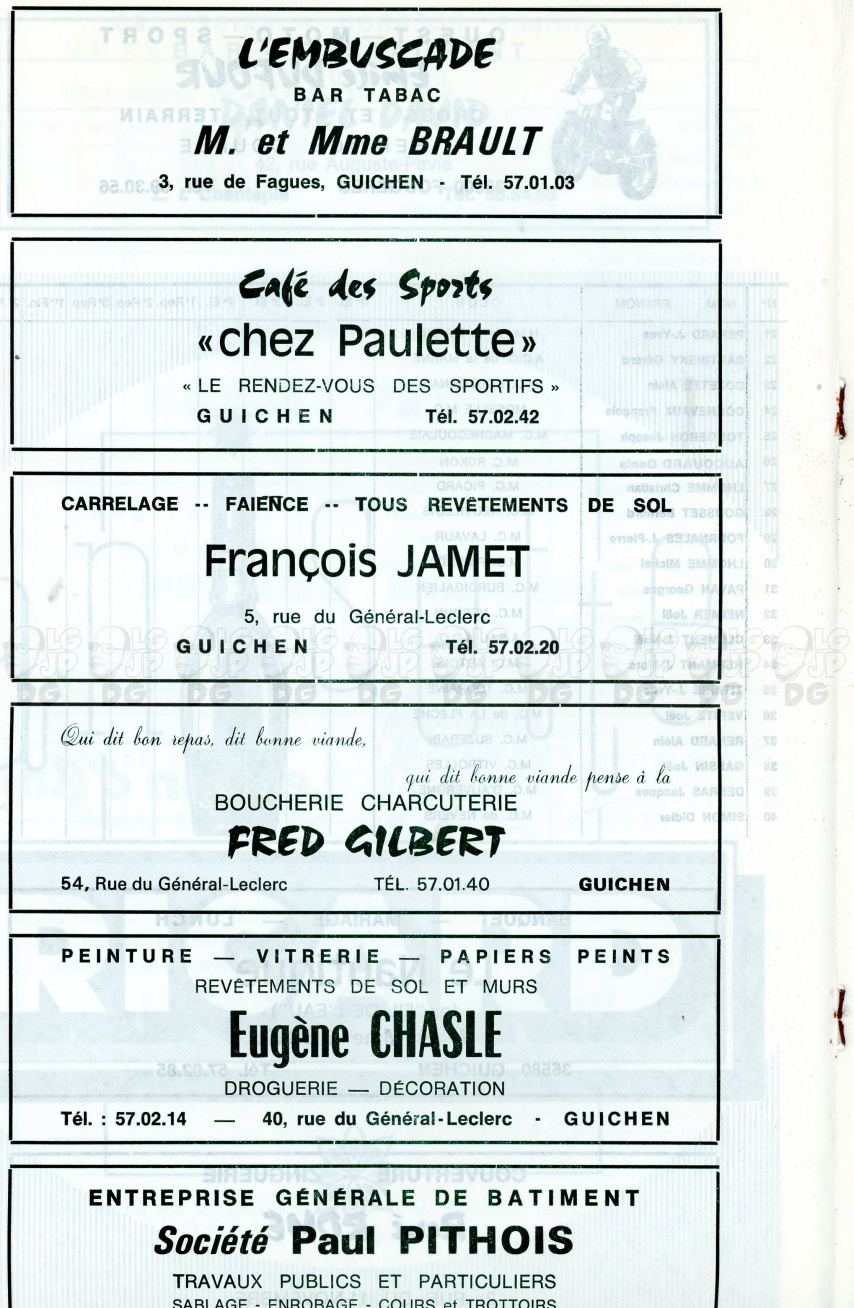 L'EMBUSCADE
BAR TABAC
M. et Mme BRAULT
3, rue de Fagues, GUICHEN - Tél. 57.01.03
Café des Sports
«chez Paulette»
« LE RENDEZ-VOUS DES SPORTIFS »
GUICHEN Tél. 57.02.42
CARRELAGE -- FAIENCE -- TOUS REVÊTEMENTS DE SOL
François JAMET
5, rue du Général-Leclerc
GUICHEN Tél. 57.02.20
Qui dit bon repas, dit bonne viande,
qui dit bonne viande pense à la
BOUCHERIE CHARCUTERIE
FRED GILBERT
54, Rue du Général-Leclerc TÉL. 57.01.40 GUICHEN
PEINTURE — VITRERIE — PAPIERS PEINTS
REVÊTEMENTS DE SOL ET MURS
Eugène CHASLE
DROGUERIE — DÉCORATION
Tél. : 57.02.14 — 40, rue du Général-Leclerc - GUICHEN
ENTREPRISE GÉNÉRALE DE BATIMENT
Société Paul PITHOIS
TRAVAUX PUBLICS ET PARTICULIERS
SABLAGE - ENROBAGE - COURS et TROTTOIRS